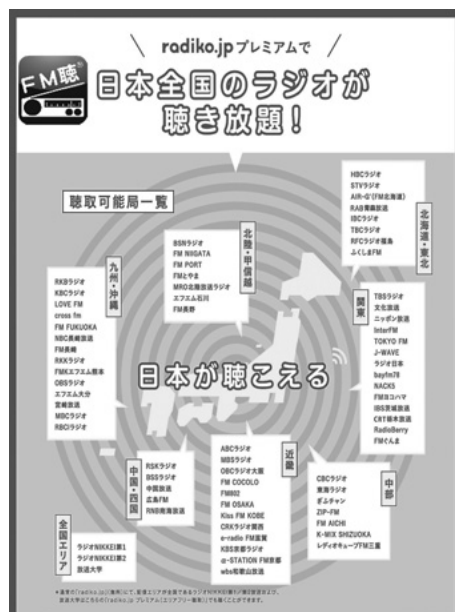 radiko.jpプレミアムで
FM聴
日本全国のラジオが
聴き放題！
聴取可能局一覧
北海道・東北
HBCラジオ
STVラジオ
AIR-G'(FM北海道)
RAB青森放送
IBCラジオ
TBCラジオ
RFCラジオ福島
ふくしまFM
北陸・甲信越
BSNラジオ
FM NIIGATA
FM PORT
FMとやま
MRO北陸放送ラジオ
エフエム石川
FM長野
九州・沖縄
RKBラジオ
KBCラジオ
LOVE FM
cross fm
FM FUKUOKA
NBC長崎放送
FM長崎
RKKラジオ
FMKエフエム熊本
OBSラジオ
エフエム大分
宮崎放送
MBCラジオ
RBCiラジオ
関東
TBSラジオ
文化放送
ニッポン放送
InterFM
TOKYO FM
J-WAVE
ラジオ日本
bayfm78
NACK5
FMヨコハマ
IBS茨城放送
CRT栃木放送
RadioBerry
FMぐんま
日本が聴こえる
中国・四国
RSKラジオ
BSSラジオ
中国放送
広島FM
RNB南海放送
近畿
ABCラジオ
MBSラジオ
OBCラジオ大阪
FM COCOLO
FM802
FM OSAKA
Kiss FM KOBE
CRKラジオ関西
e-radio FM滋賀
KBS京都ラジオ
α-STATION FM京都
wbs和歌山放送
中部
CBCラジオ
東海ラジオ
ぎふチャン
ZIP-FM
FM AICHI
K-MIX SHIZUOKA
レディオキューブFM三重
全国エリア
ラジオNIKKEI第1
ラジオNIKKEI第2
放送大学